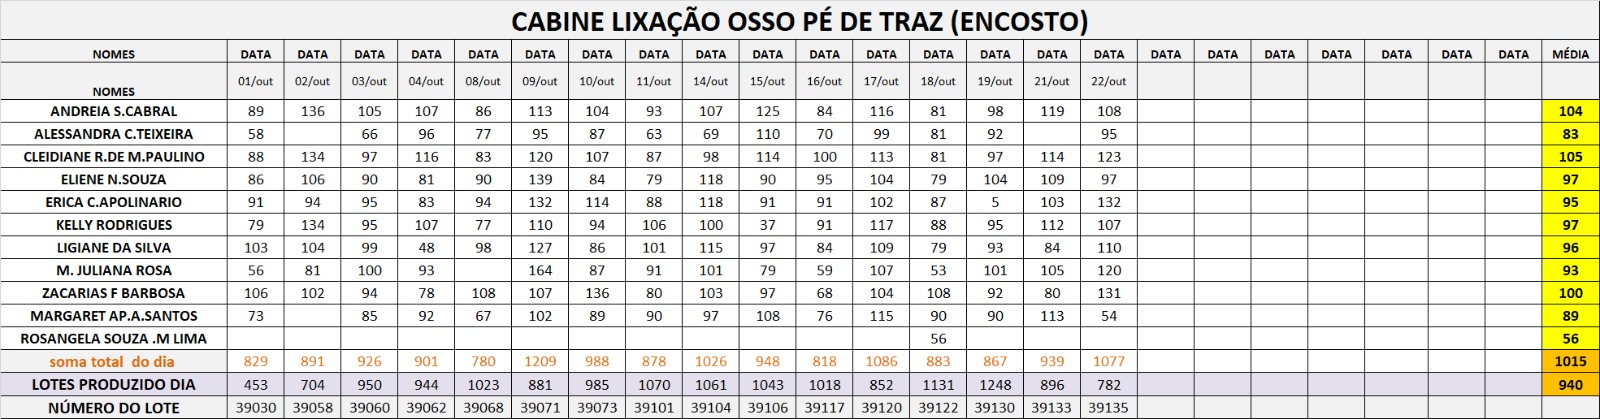 CABINE LIXAÇÃO OSSO PÉ DE TRAZ (ENCOSTO)
NOMES DATA DATA DATA DATA DATA DATA DATA DATA DATA DATA DATA DATA DATA DATA DATA DATA DATA DATA DATA DATA DATA DATA DATA MÉDIA
NOMES 01/out 02/out 03/out 04/out 08/out 09/out 10/out 11/out 14/out 15/out 16/out 17/out 18/out 19/out 21/out 22/out
ANDREIA S.CABRAL 89 136 105 107 86 113 104 93 107 125 84 116 81 98 119 108 104
ALESSANDRA C.TEIXEIRA 58 66 96 77 95 87 63 69 110 70 99 81 92 95 83
CLEIDIANE R.DE M.PAULINO 88 134 97 116 83 120 107 87 98 114 100 113 81 97 114 123 105
ELIENE N.SOUZA 86 106 90 81 90 139 84 79 118 90 95 104 79 104 109 97 97
ERICA C.APOLINARIO 91 94 95 83 94 132 114 88 118 91 91 102 87 5 103 132 95
KELLY RODRIGUES 79 134 95 107 77 110 94 106 100 37 91 117 88 95 112 107 97
LIGIANE DA SILVA 103 104 99 48 98 127 86 101 115 97 84 109 79 93 84 110 96
M. JULIANA ROSA 56 81 100 93 164 87 91 101 79 59 107 53 101 105 120 93
ZACARIAS F BARBOSA 106 102 94 78 108 107 136 80 103 97 68 104 108 92 80 131 100
MARGARET AP.A.SANTOS 73 85 92 67 102 89 90 97 108 76 115 90 90 113 54 89
ROSANGELA SOUZA .M LIMA 56 56
soma total do dia 829 891 926 901 780 1209 988 878 1026 948 818 1086 883 867 939 1077 1015
LOTES PRODUZIDO DIA 453 704 950 944 1023 881 985 1070 1061 1043 1018 852 1131 1248 896 782 940
NÚMERO DO LOTE 39030 39058 39060 39062 39068 39071 39073 39101 39104 39106 39117 39120 39122 39130 39133 39135